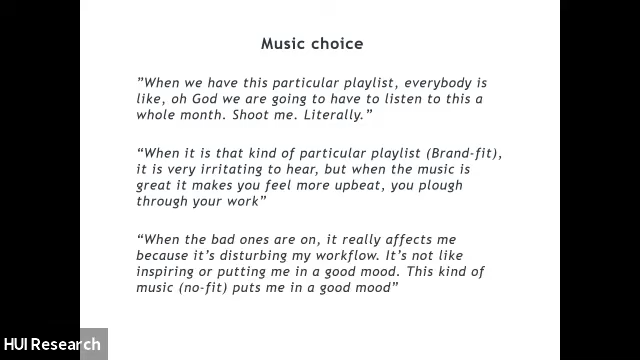 Music choice
”When we have this particular playlist, everybody is
like, oh God we are going to have to listen to this a
whole month. Shoot me. Literally.”
“When it is that kind of particular playlist (Brand-fit),
it is very irritating to hear, but when the music is
great it makes you feel more upbeat, you plough
through your work”
“When the bad ones are on, it really affects me
because it’s disturbing my workflow. It’s not like
inspiring or putting me in a good mood. This kind of
music (no-fit) puts me in a good mood”
HUI Research